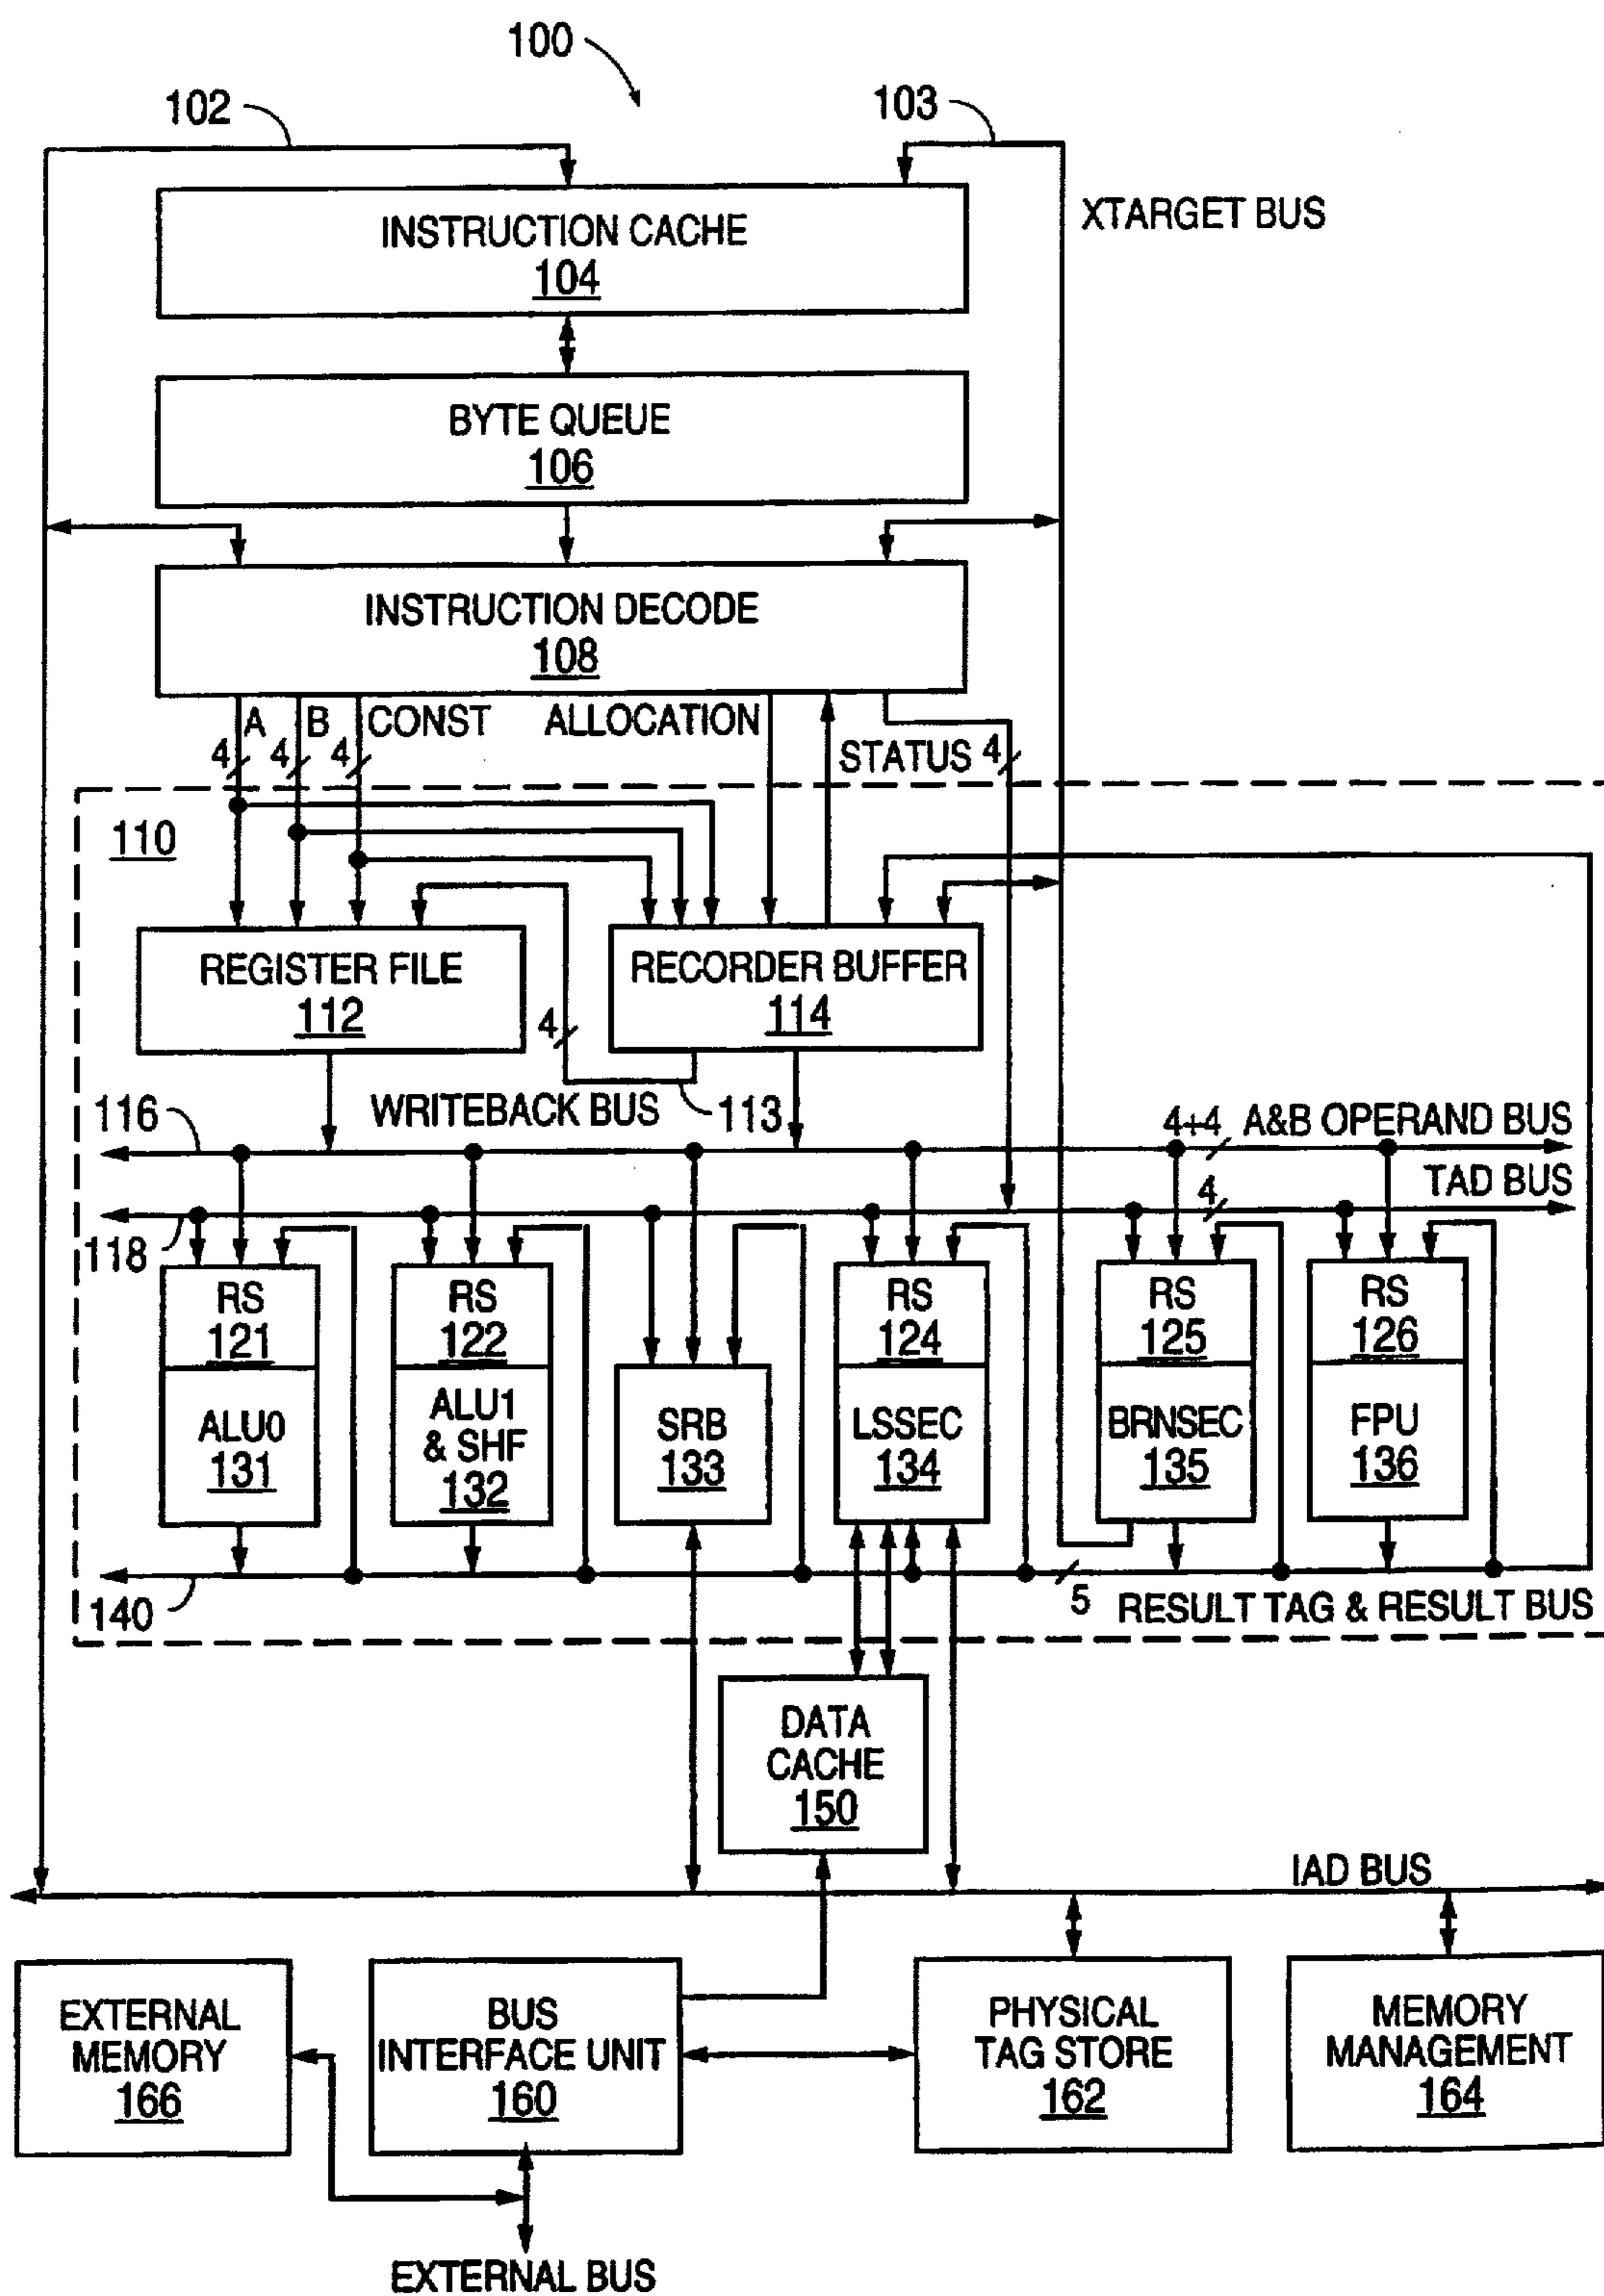 100
102
103
XTARGET BUS
INSTRUCTION CACHE
104
BYTE QUEUE
106
INSTRUCTION DECODE
108
A
B
CONST
ALLOCATION
4
4
4
STATUS
4
110
REGISTER FILE
112
RECORDER BUFFER
114
4
WRITEBACK BUS
113
116
4+4
A&B OPERAND BUS
4
TAD BUS
118
RS
121
ALU0
131
RS
122
ALU1
& SHF
132
SRB
133
RS
124
LSSEC
134
RS
125
BRNSEC
135
RS
126
FPU
136
140
5
RESULT TAG & RESULT BUS
DATA
CACHE
150
IAD BUS
EXTERNAL
MEMORY
166
BUS
INTERFACE UNIT
160
PHYSICAL
TAG STORE
162
MEMORY
MANAGEMENT
164
EXTERNAL BUS